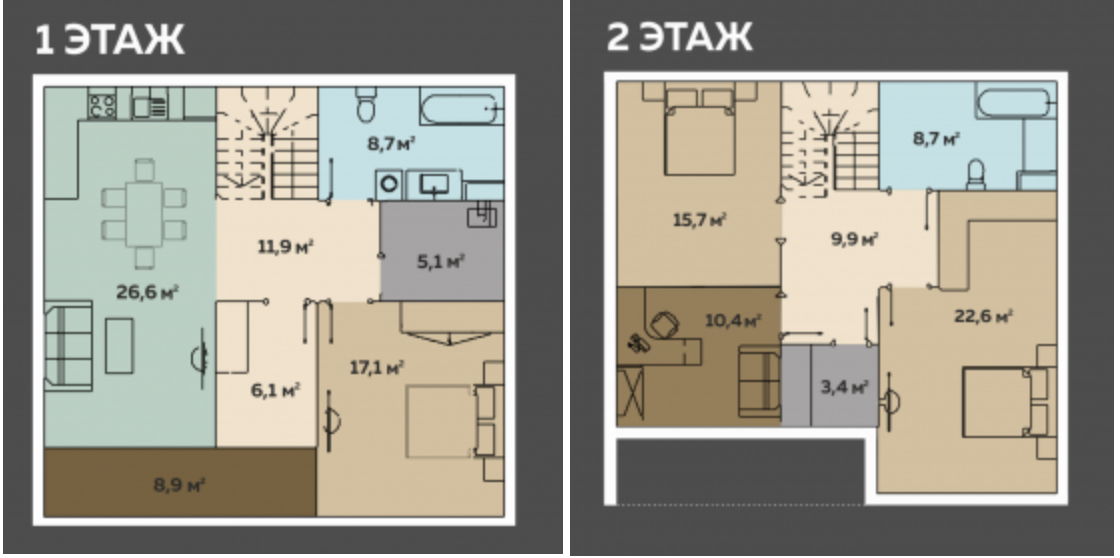 1 ЭТАЖ
8,7 м²
11,9 м²
5,1 м²
26,6 м²
17,1 м²
6,1 м²
8,9 м²
2 ЭТАЖ
8,7 м²
15,7 м²
9,9 м²
10,4 м²
22,6 м²
3,4 м²